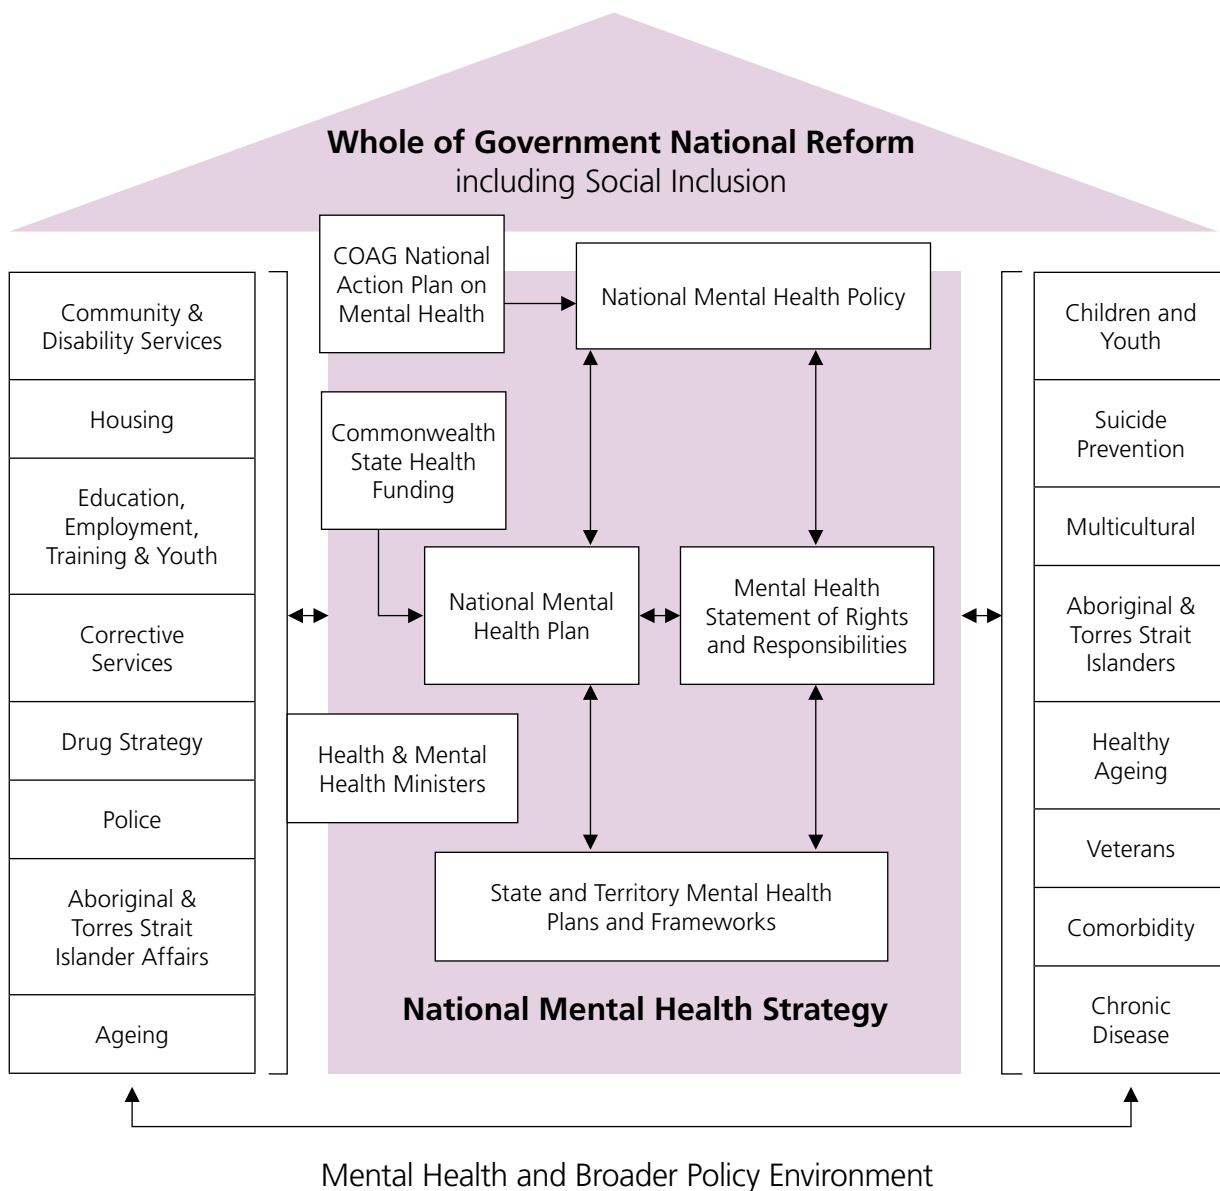 Whole of Government National Reform
including Social Inclusion
COAG National
Action Plan on
Mental Health
National Mental Health Policy
Community &
Disability Services
Housing
Education,
Employment,
Training & Youth
Corrective
Services
Drug Strategy
Police
Aboriginal &
Torres Strait
Islander Affairs
Ageing
Commonwealth
State Health
Funding
National Mental
Health Plan
Mental Health
Statement of Rights
and Responsibilities
Health & Mental
Health Ministers
State and Territory Mental Health
Plans and Frameworks
National Mental Health Strategy
Children and
Youth
Suicide
Prevention
Multicultural
Aboriginal &
Torres Strait
Islanders
Healthy
Ageing
Veterans
Comorbidity
Chronic
Disease
Mental Health and Broader Policy Environment